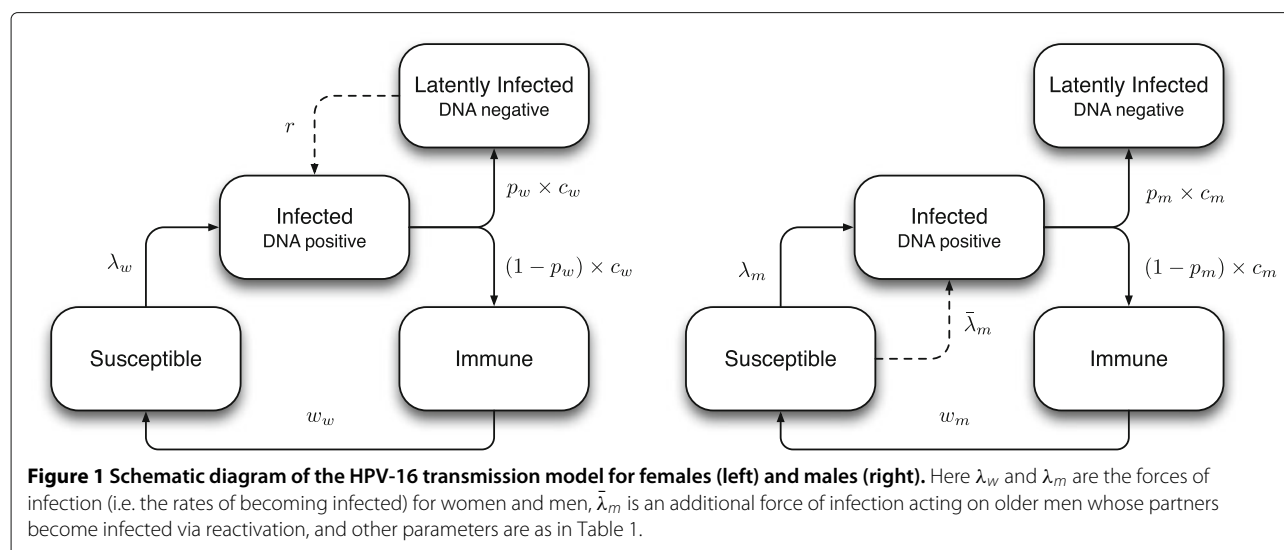 Latently Infected
DNA negative
r
p_w × c_w
Infected
DNA positive
λ_w
(1 − p_w) × c_w
Susceptible
Immune
w_w
Latently Infected
DNA negative
p_m × c_m
Infected
DNA positive
λ_m
(1 − p_m) × c_m
λ̄_m
Susceptible
Immune
w_m
Figure 1 Schematic diagram of the HPV-16 transmission model for females (left) and males (right). Here λ_w and λ_m are the forces of
infection (i.e. the rates of becoming infected) for women and men, λ̄_m is an additional force of infection acting on older men whose partners
become infected via reactivation, and other parameters are as in Table 1.